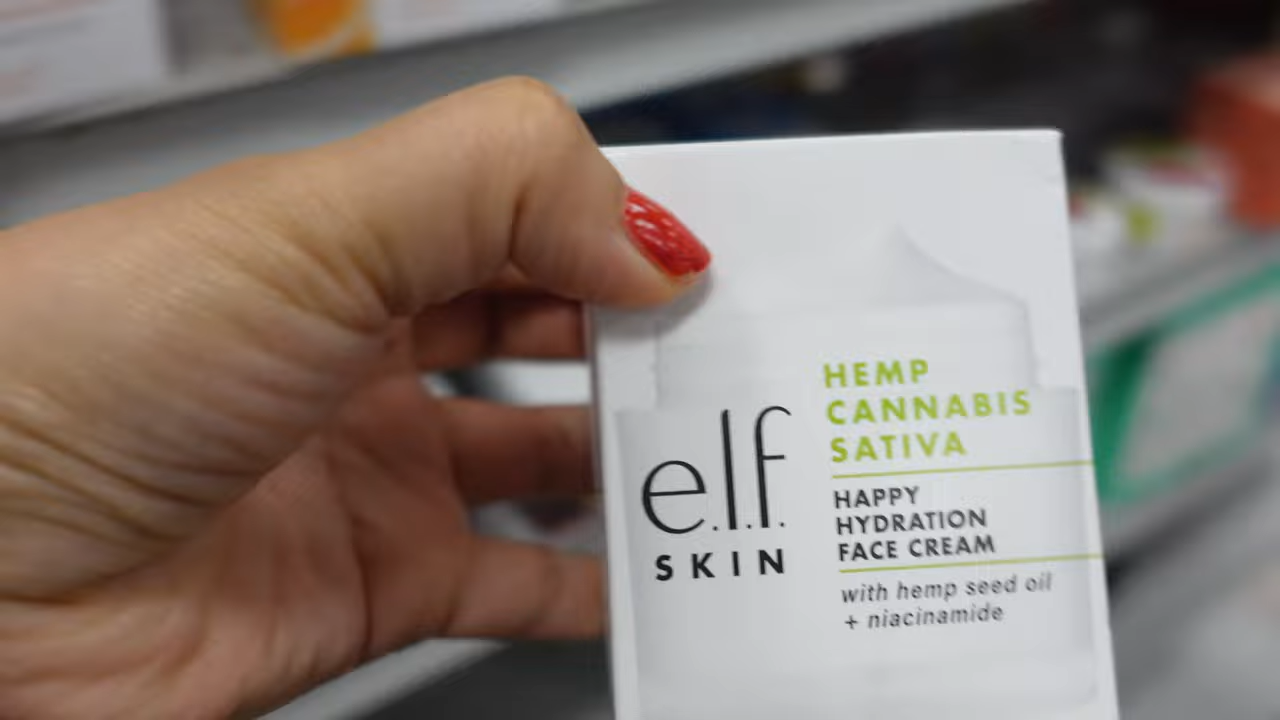 e.l.f.
SKIN
HEMP
CANNABIS
SATIVA
HAPPY
HYDRATION
FACE CREAM
with hemp seed oil
+ niacinamide